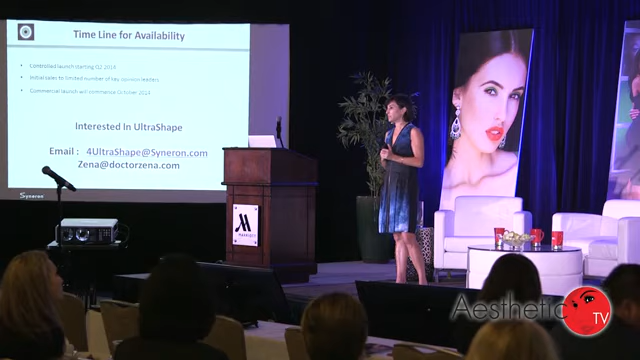 Time Line for Availability
Controlled launch starting Q2 2014
Initial sales to limited number of key opinion leaders
Commercial launch will commence October 2014
Interested In UltraShape
Email : 4UltraShape@Syneron.com
Zena@doctorzena.com
Syneron
MARRIOTT
Aesthetic
TV